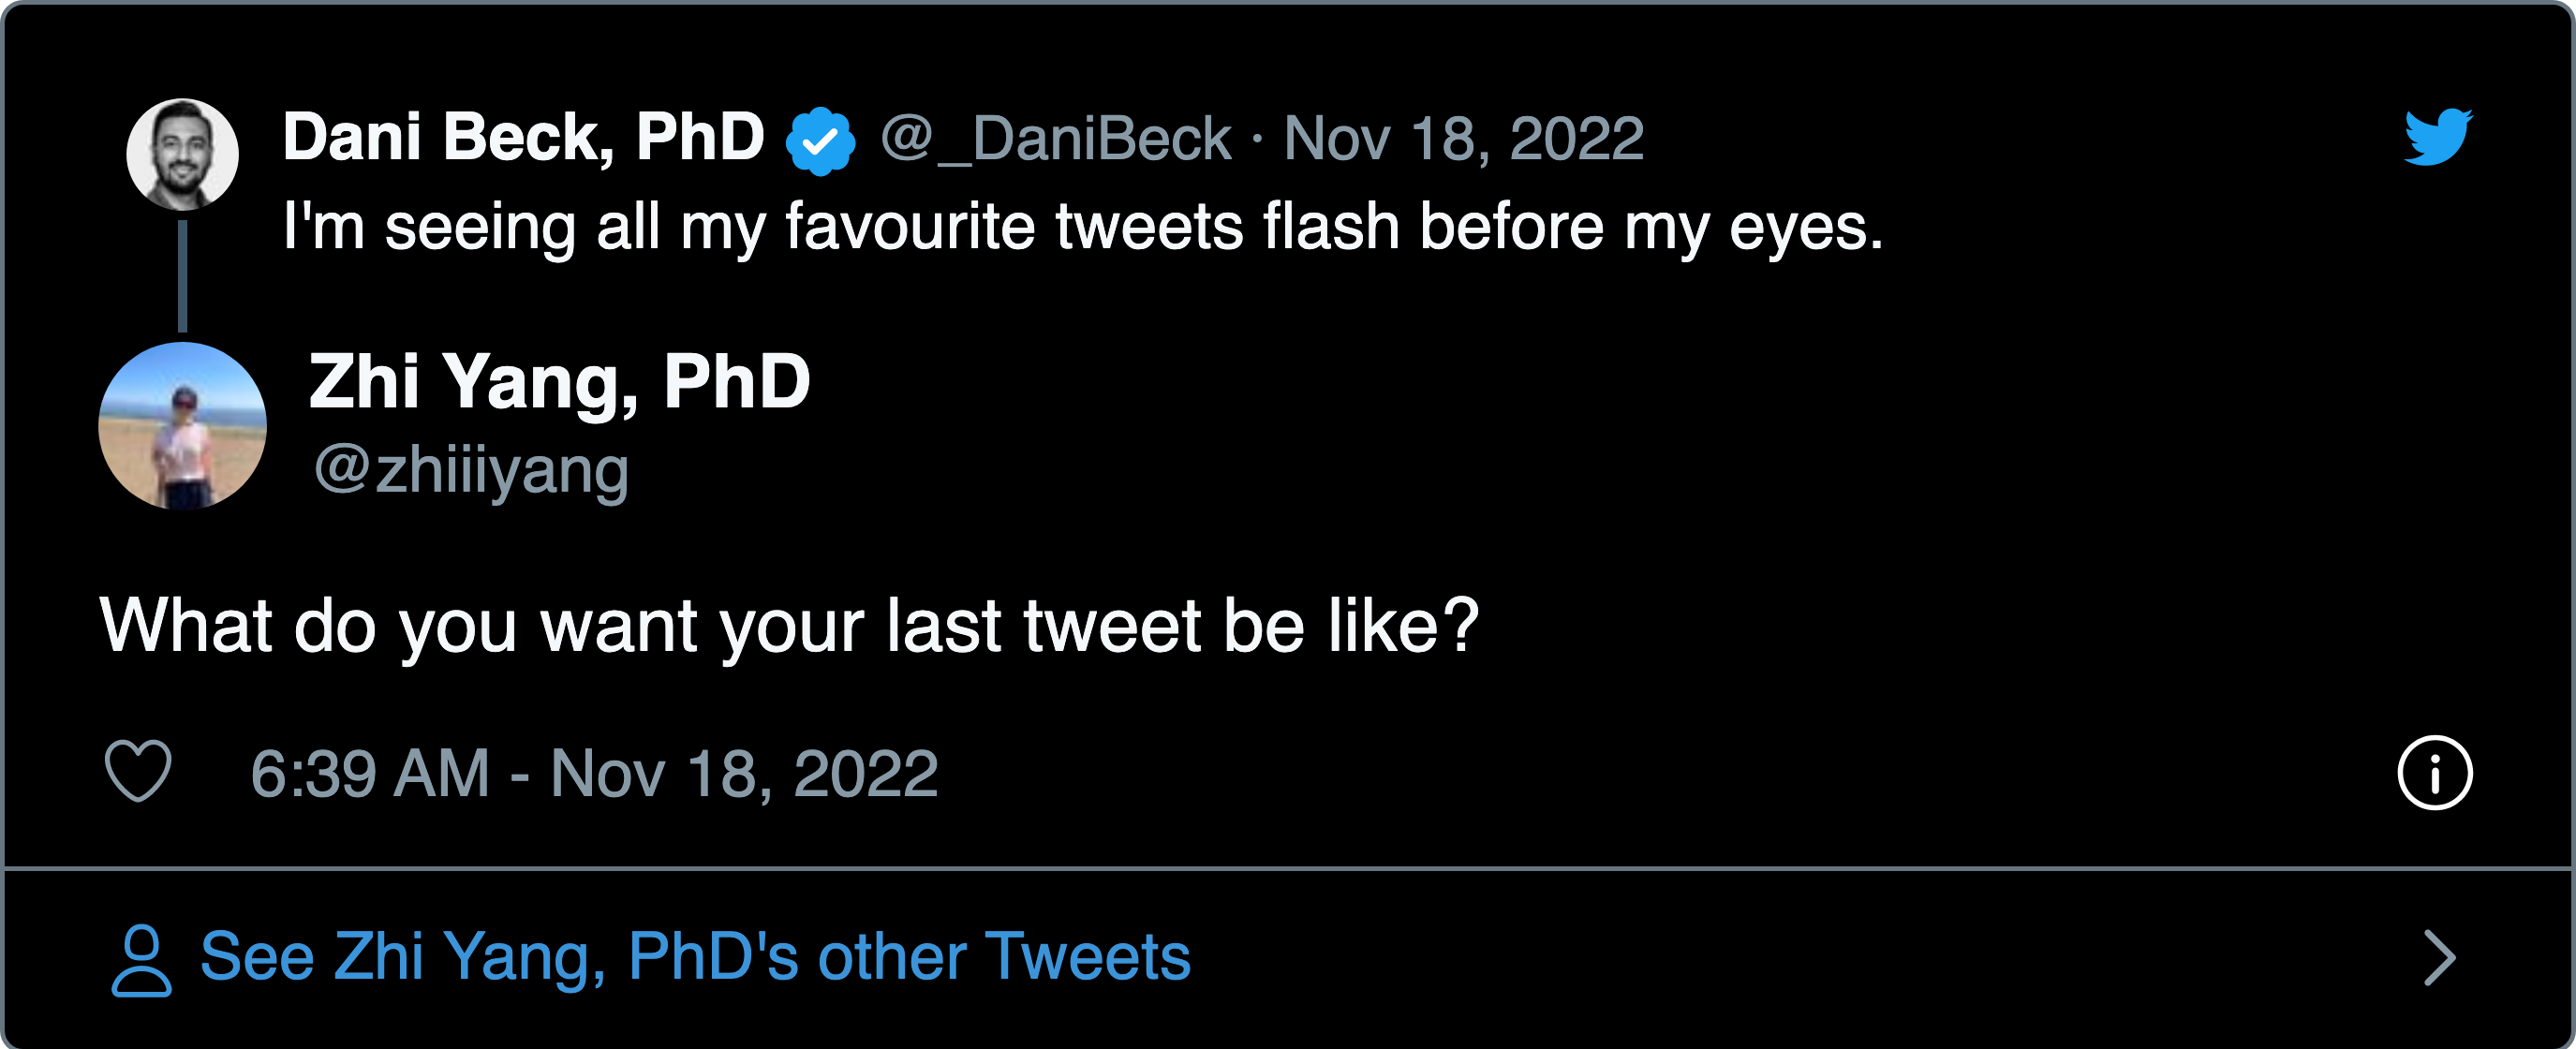 Dani Beck, PhD @_DaniBeck · Nov 18, 2022
I'm seeing all my favourite tweets flash before my eyes.
Zhi Yang, PhD
@zhiiiyang
What do you want your last tweet be like?
6:39 AM - Nov 18, 2022
See Zhi Yang, PhD's other Tweets